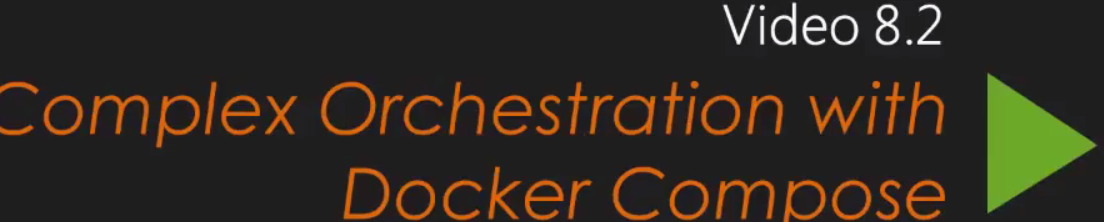 Video 8.2
Complex Orchestration with
Docker Compose